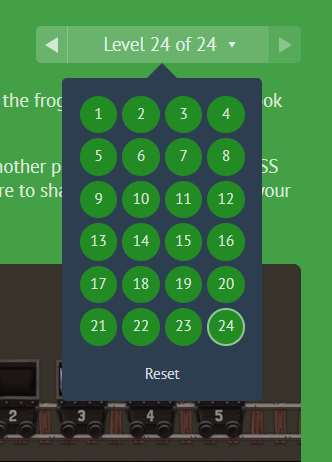 Level 24 of 24
the frog
ook
1 2 3 4
nother p
SS
5 6 7 8
re to sha
your
9 10 11 12
13 14 15 16
17 18 19 20
21 22 23 24
Reset
2 3 4 5